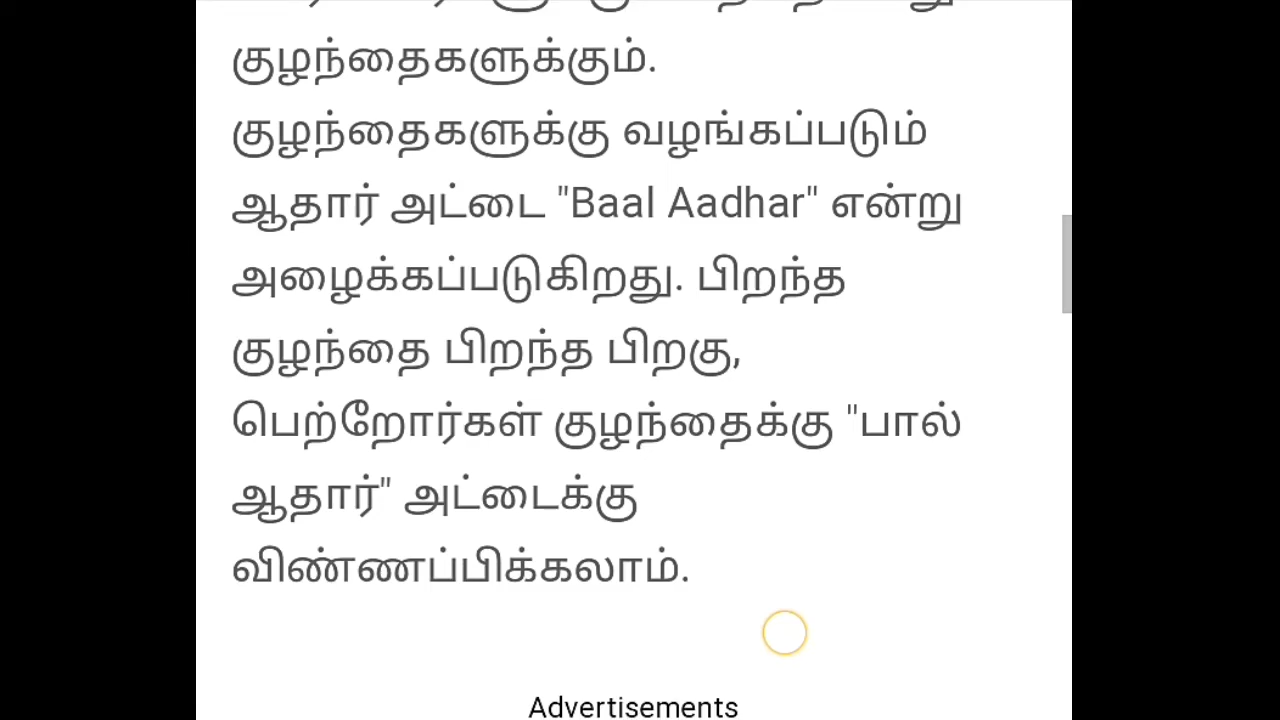 குழந்தைகளுக்கும்.
குழந்தைகளுக்கு வழங்கப்படும்
ஆதார் அட்டை "Baal Aadhar" என்று
அழைக்கப்படுகிறது. பிறந்த
குழந்தை பிறந்த பிறகு,
பெற்றோர்கள் குழந்தைக்கு "பால்
ஆதார்" அட்டைக்கு
விண்ணப்பிக்கலாம்.
Advertisements